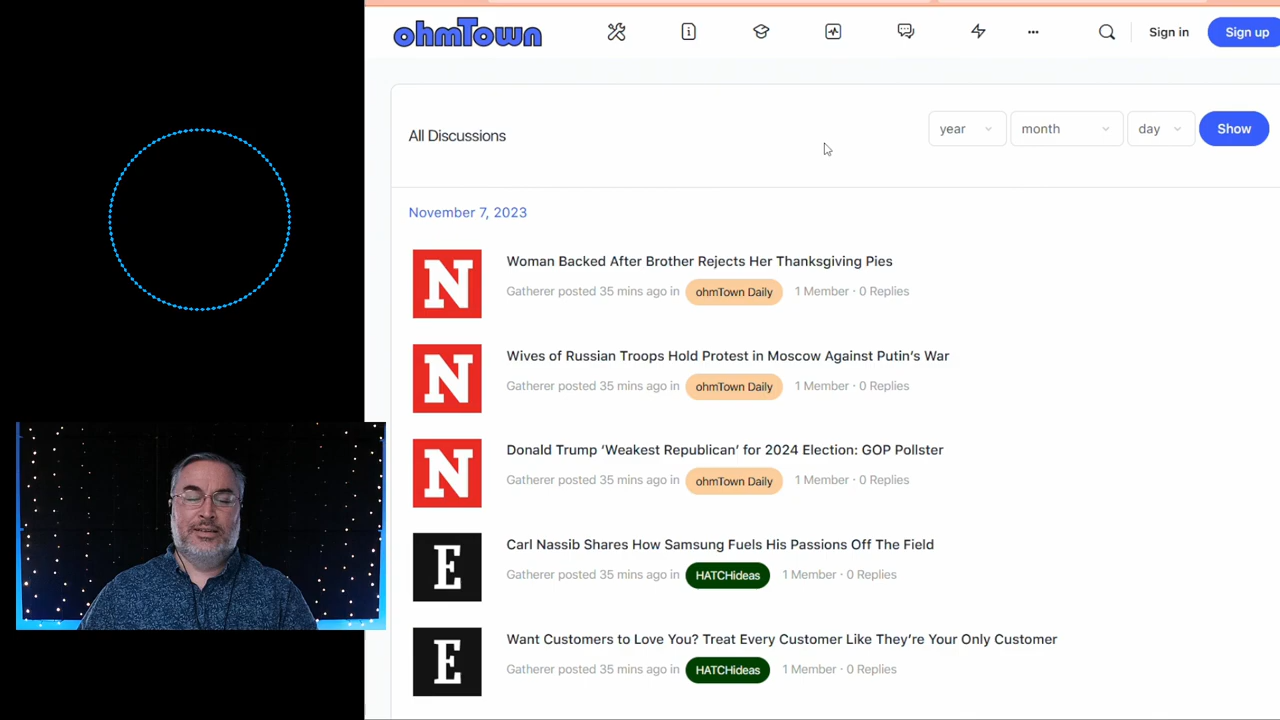 ohmTown
Sign in
Sign up
All Discussions
year
month
day
Show
November 7, 2023
N
Woman Backed After Brother Rejects Her Thanksgiving Pies
Gatherer posted 35 mins ago in ohmTown Daily 1 Member · 0 Replies
N
Wives of Russian Troops Hold Protest in Moscow Against Putin’s War
Gatherer posted 35 mins ago in ohmTown Daily 1 Member · 0 Replies
N
Donald Trump ‘Weakest Republican’ for 2024 Election: GOP Pollster
Gatherer posted 35 mins ago in ohmTown Daily 1 Member · 0 Replies
E
Carl Nassib Shares How Samsung Fuels His Passions Off The Field
Gatherer posted 35 mins ago in HATCHideas 1 Member · 0 Replies
E
Want Customers to Love You? Treat Every Customer Like They’re Your Only Customer
Gatherer posted 35 mins ago in HATCHideas 1 Member · 0 Replies